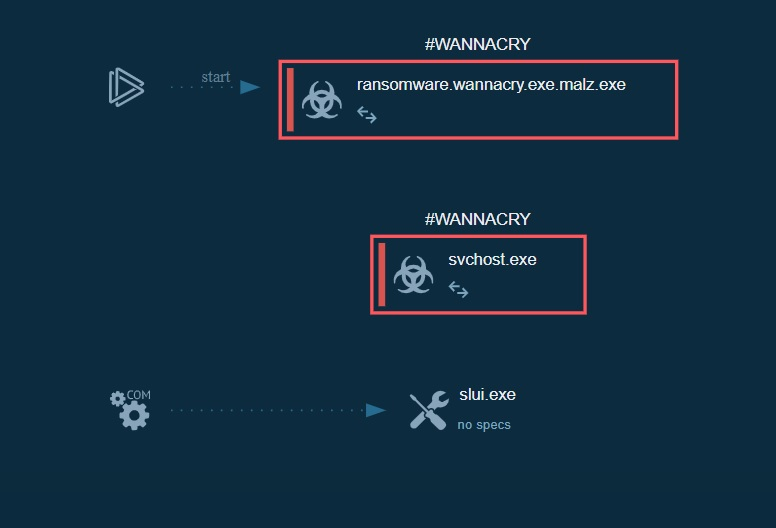 #WANNACRY
start
ransomware.wannacry.exe.malz.exe
#WANNACRY
svchost.exe
COM
slui.exe
no specs